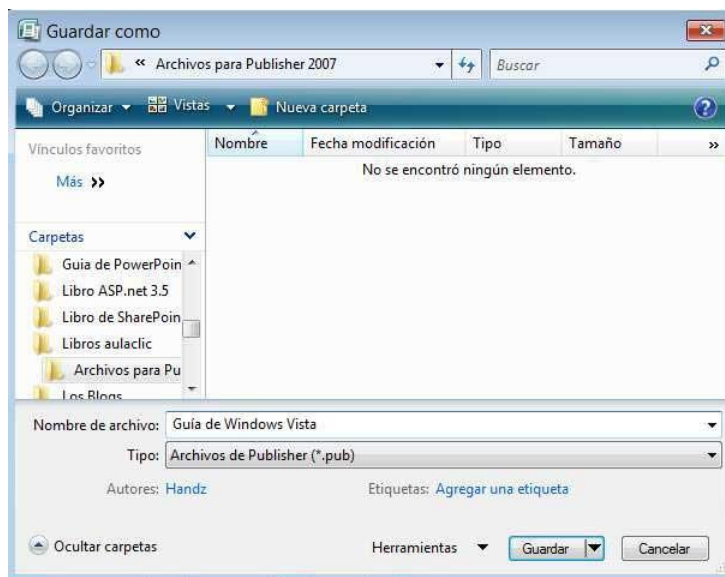 Guardar como
« Archivos para Publisher 2007
Buscar
Organizar
Vistas
Nueva carpeta
Vínculos favoritos
Más »
Nombre
Fecha modificación
Tipo
Tamaño
»
No se encontró ningún elemento.
Carpetas
Guia de PowerPoin
Libro ASP.net 3.5
Libro de SharePoin
Libros aulaclic
Archivos para Pu
Los Blogs
Nombre de archivo: Guía de Windows Vista
Tipo: Archivos de Publisher (*.pub)
Autores: Handz
Etiquetas: Agregar una etiqueta
Ocultar carpetas
Herramientas
Guardar
Cancelar